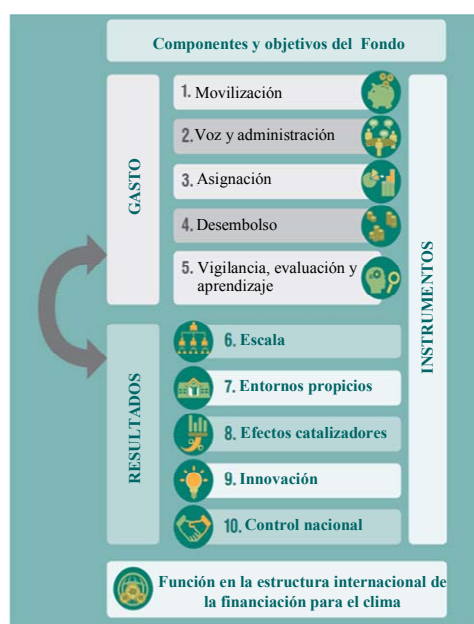 Componentes y objetivos del Fondo
GASTO
1. Movilización
2. Voz y administración
3. Asignación
4. Desembolso
5. Vigilancia, evaluación y
aprendizaje
INSTRUMENTOS
RESULTADOS
6. Escala
7. Entornos propicios
8. Efectos catalizadores
9. Innovación
10. Control nacional
Función en la estructura internacional de
la financiación para el clima